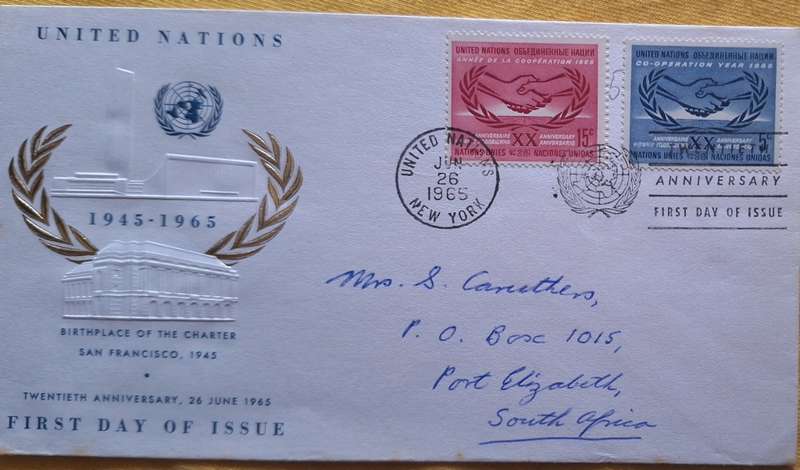 UNITED NATIONS
1945-1965
BIRTHPLACE OF THE CHARTER
SAN FRANCISCO, 1945
TWENTIETH ANNIVERSARY, 26 JUNE 1965
FIRST DAY OF ISSUE
UNITED NATIONS ОБЪЕДИНЕННЫЕ НАЦИИ
ANNÉE DE LA COOPÉRATION 1965
ANNIVERSAIRE XX ANNIVERSARY
15c
NATIONS UNIES NACIONES UNIDAS
5
UNITED NATIONS ОБЪЕДИНЕННЫЕ НАЦИИ
CO-OPERATION YEAR 1965
XX
5c
NATIONS UNIES NACIONES UNIDAS
UNITED NATIONS
JUN
26
1965
NEW YORK
ANNIVERSARY
FIRST DAY OF ISSUE
Mrs. S. Caruthers,
P. O. Box 1015,
Port Elizabeth,
South Africa